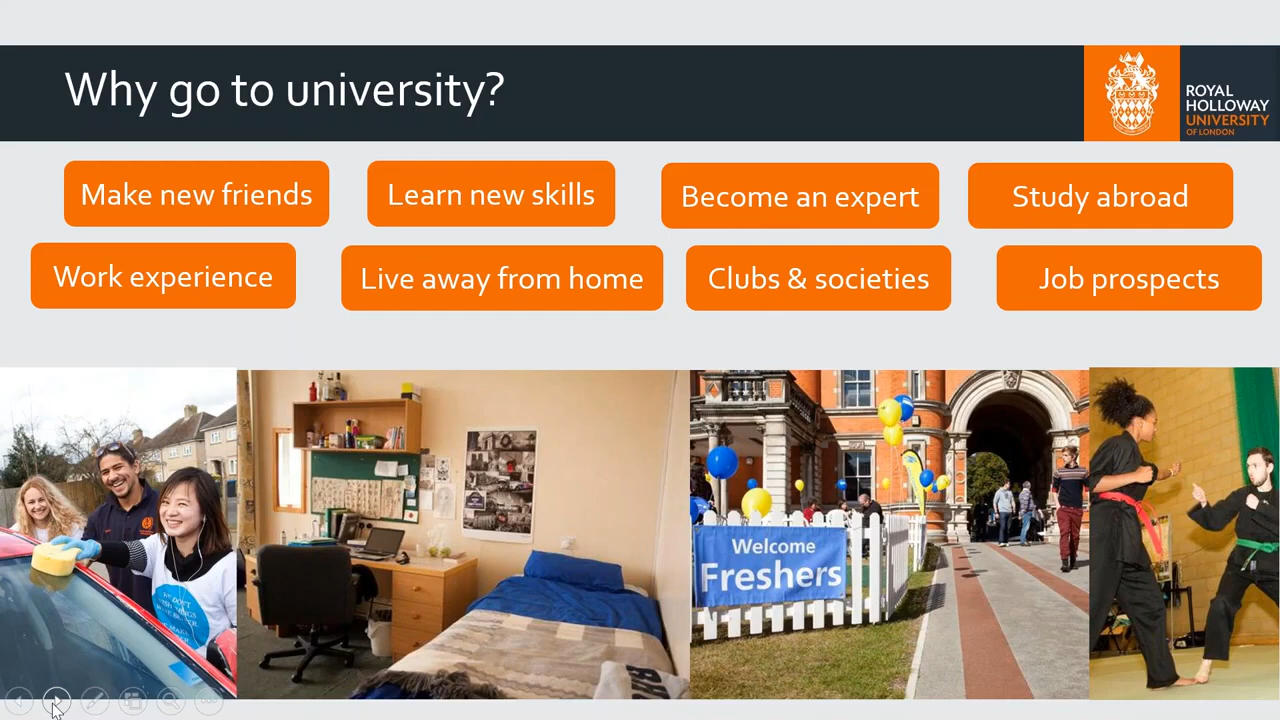 Why go to university?
ROYAL
HOLLOWAY
UNIVERSITY
OF LONDON
Make new friends
Learn new skills
Become an expert
Study abroad
Work experience
Live away from home
Clubs & societies
Job prospects
Welcome
Freshers